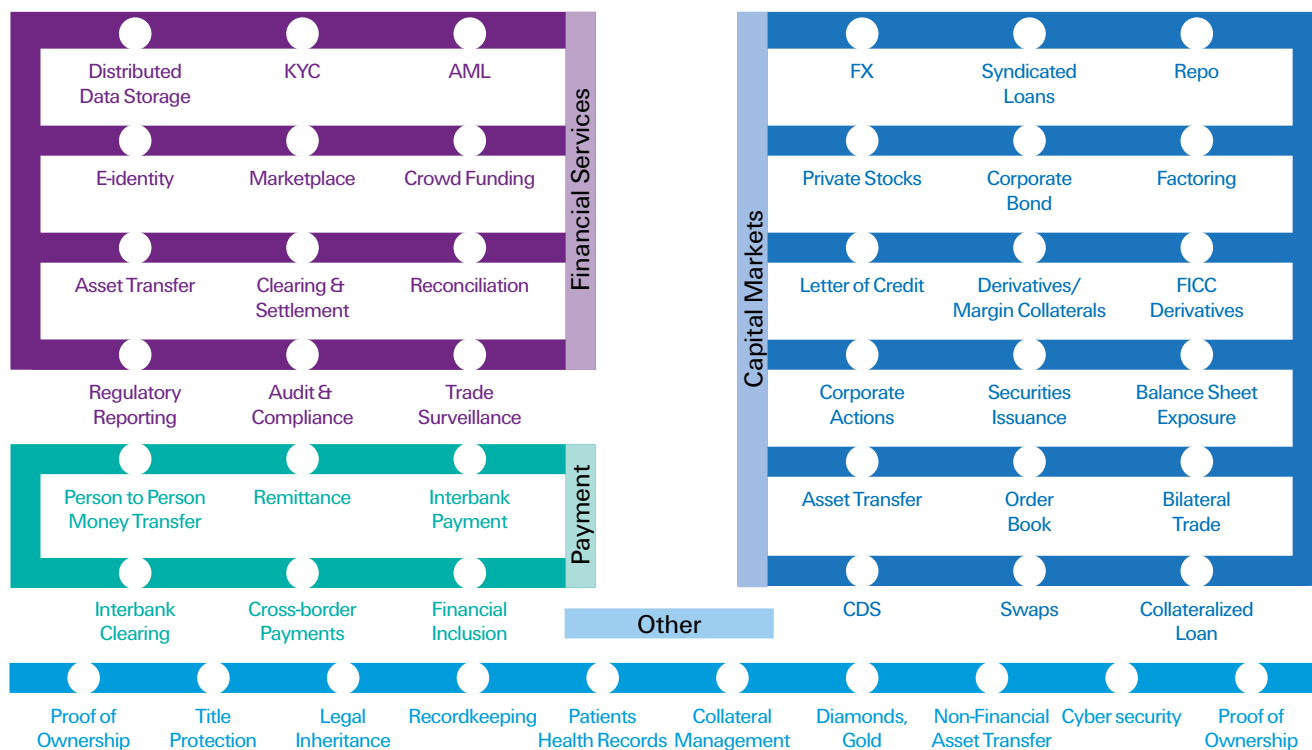 Financial Services
Distributed
Data Storage
KYC
AML
E-identity
Marketplace
Crowd Funding
Asset Transfer
Clearing &
Settlement
Reconciliation
Regulatory
Reporting
Audit &
Compliance
Trade
Surveillance
Payment
Person to Person
Money Transfer
Remittance
Interbank
Payment
Interbank
Clearing
Cross-border
Payments
Financial
Inclusion
Capital Markets
FX
Syndicated
Loans
Repo
Private Stocks
Corporate
Bond
Factoring
Letter of Credit
Derivatives/
Margin Collaterals
FICC
Derivatives
Corporate
Actions
Securities
Issuance
Balance Sheet
Exposure
Asset Transfer
Order
Book
Bilateral
Trade
CDS
Swaps
Collateralized
Loan
Other
Proof of
Ownership
Title
Protection
Legal
Inheritance
Recordkeeping
Patients
Health Records
Collateral
Management
Diamonds,
Gold
Non-Financial
Asset Transfer
Cyber security
Proof of
Ownership